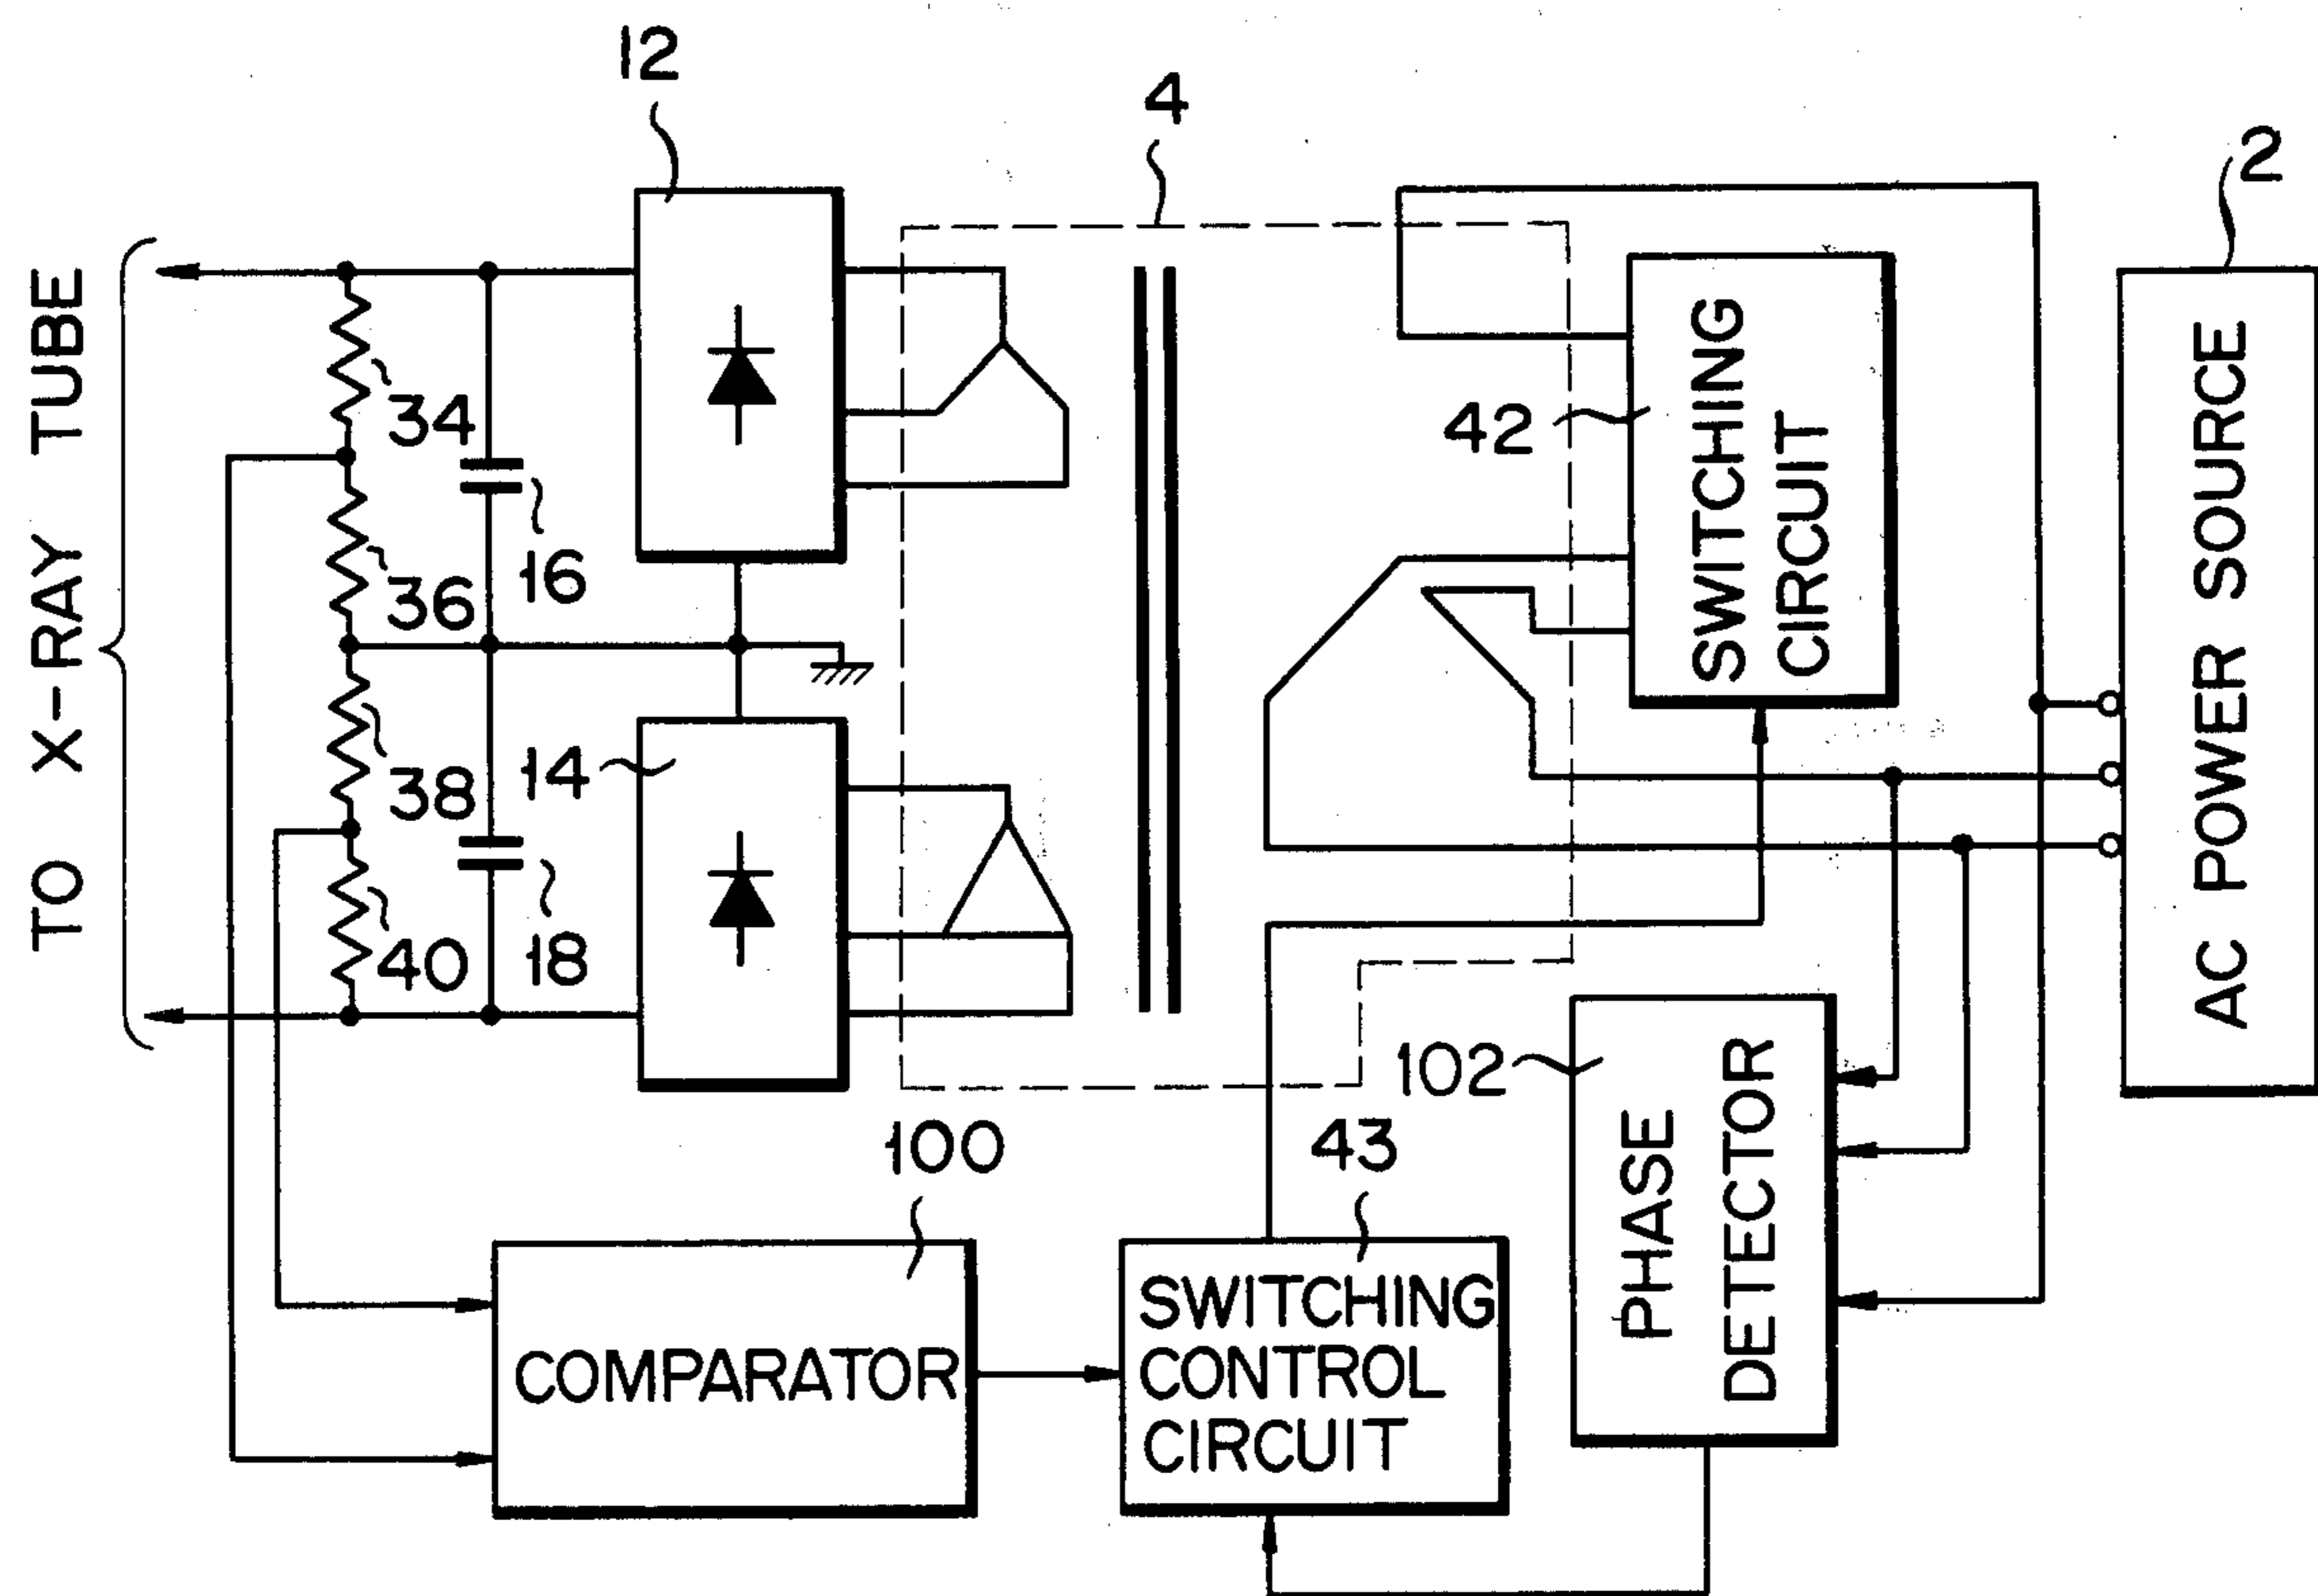 12
4
2
TO X-RAY TUBE
34
36
16
38
14
40
18
42
SWITCHING
CIRCUIT
AC POWER SOURCE
102
PHASE
DETECTOR
100
43
COMPARATOR
SWITCHING
CONTROL
CIRCUIT